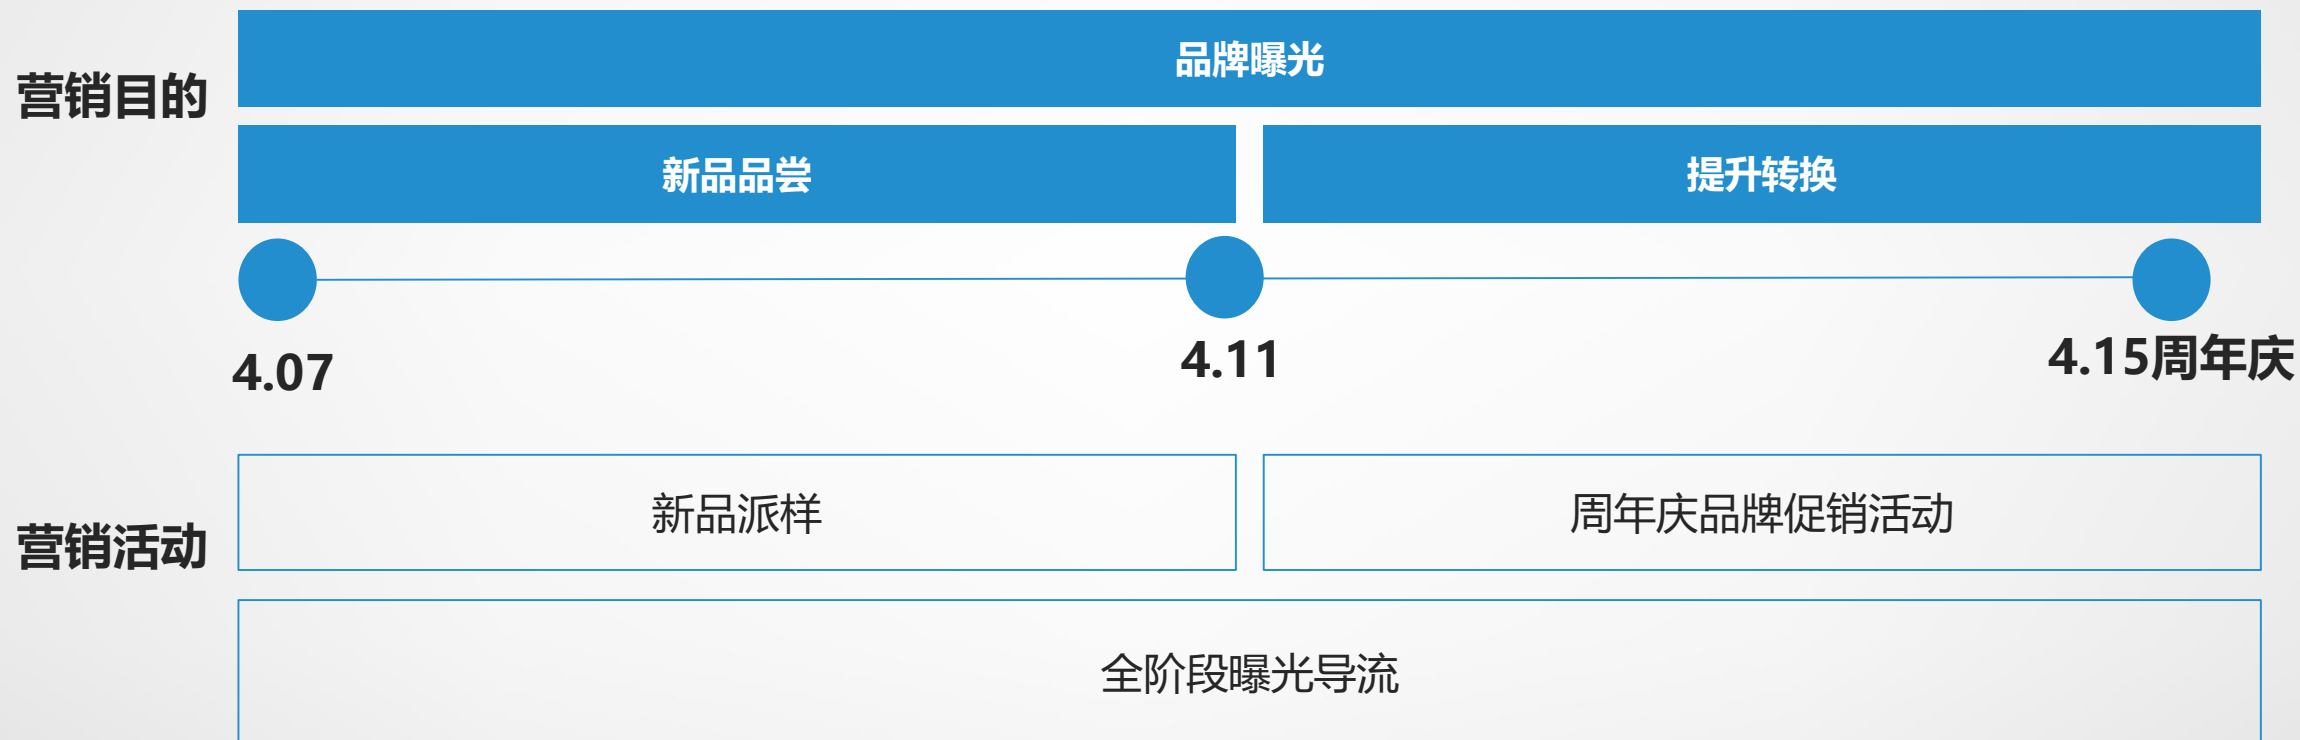 品牌曝光
营销目的
新品品尝
提升转换
4.07
4.11
4.15周年庆
新品派样
周年庆品牌促销活动
营销活动
全阶段曝光导流